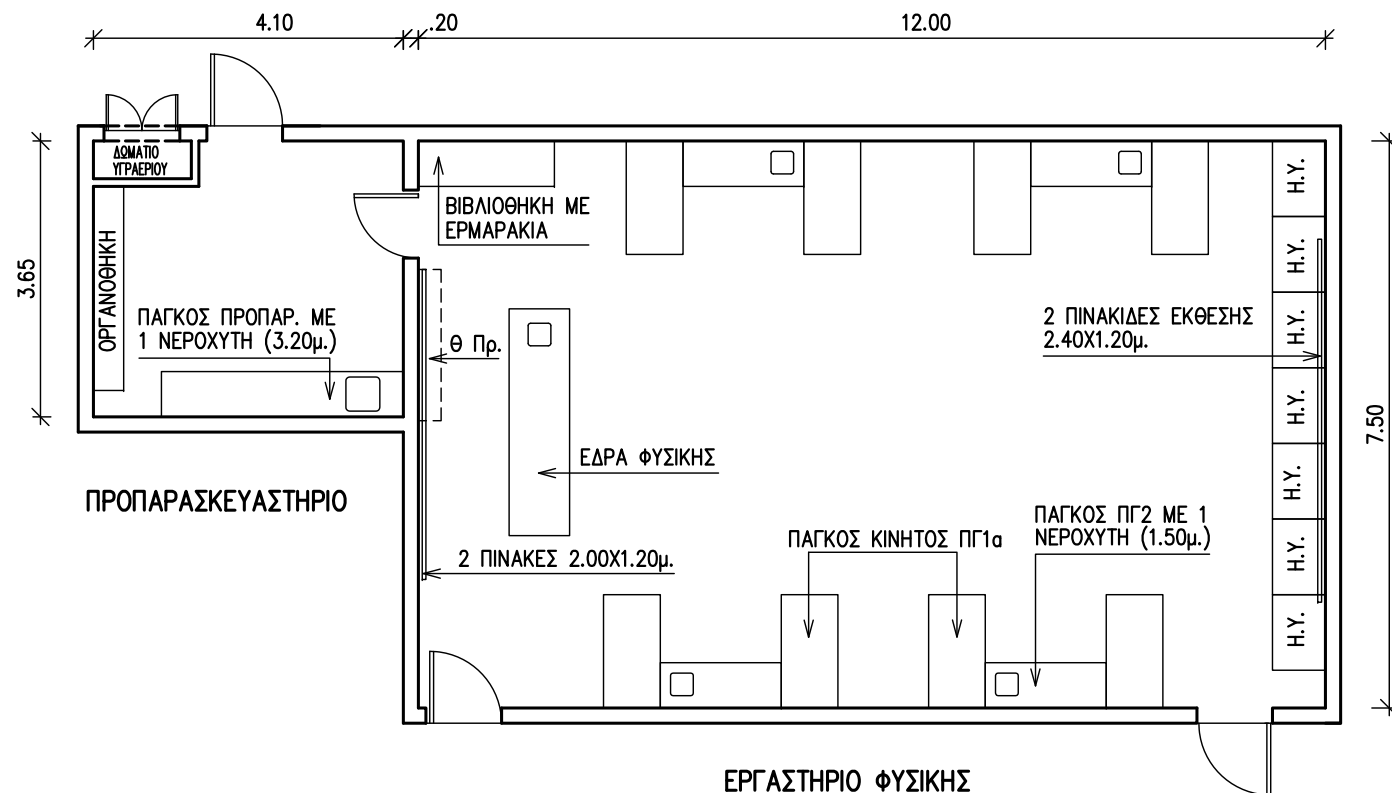 4.10
.20
12.00
ΔΩΜΑΤΙΟ
ΥΓΡΑΕΡΙΟΥ
3.65
ΟΡΓΑΝΟΘΗΚΗ
ΠΑΓΚΟΣ ΠΡΟΠΑΡ. ΜΕ
1 ΝΕΡΟΧΥΤΗ (3.20μ.)
ΒΙΒΛΙΟΘΗΚΗ ΜΕ
ΕΡΜΑΡΑΚΙΑ
Θ Πρ.
ΕΔΡΑ ΦΥΣΙΚΗΣ
2 ΠΙΝΑΚΕΣ 2.00Χ1.20μ.
2 ΠΙΝΑΚΙΔΕΣ ΕΚΘΕΣΗΣ
2.40Χ1.20μ.
Η.Υ.
Η.Υ.
Η.Υ.
Η.Υ.
Η.Υ.
Η.Υ.
Η.Υ.
7.50
ΠΡΟΠΑΡΑΣΚΕΥΑΣΤΗΡΙΟ
ΠΑΓΚΟΣ ΚΙΝΗΤΟΣ ΠΓ1α
ΠΑΓΚΟΣ ΠΓ2 ΜΕ 1
ΝΕΡΟΧΥΤΗ (1.50μ.)
ΕΡΓΑΣΤΗΡΙΟ ΦΥΣΙΚΗΣ